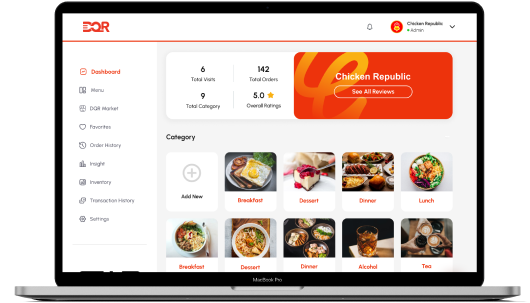 DQR
Chicken Republic
Admin
Dashboard
Menu
DQR Market
Favorites
Order History
Insight
Inventory
Transaction History
Settings
6
Total Visits
142
Total Orders
9
Total Category
5.0
Overall Ratings
Chicken Republic
See All Reviews
Category
Add New
Breakfast
Dessert
Dinner
Lunch
Breakfast
Dessert
Dinner
Alcohol
Tea
MacBook Pro